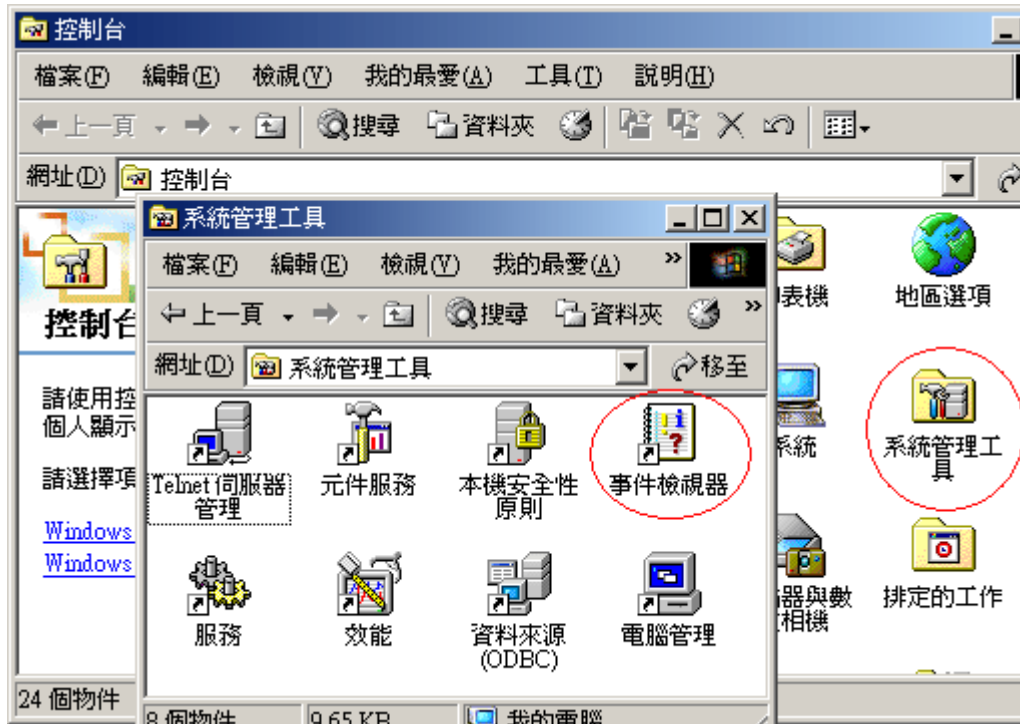 控制台
檔案(F) 編輯(E) 檢視(V) 我的最愛(A) 工具(T) 說明(H)
上一頁 搜尋 資料夾
網址(D) 控制台
系統管理工具
檔案(F) 編輯(E) 檢視(V) 我的最愛(A) »
上一頁 搜尋 資料夾 »
網址(D) 系統管理工具 移至
Telnet 伺服器
管理
元件服務
本機安全性
原則
事件檢視器
服務
效能
資料來源
(ODBC)
電腦管理
8 個物件 9.65 KB 我的電腦
控制台
請使用控
個人顯示
請選擇項
Windows
Windows
表機
地區選項
系統
系統管理工
具
器與數
相機
排定的工作
24 個物件